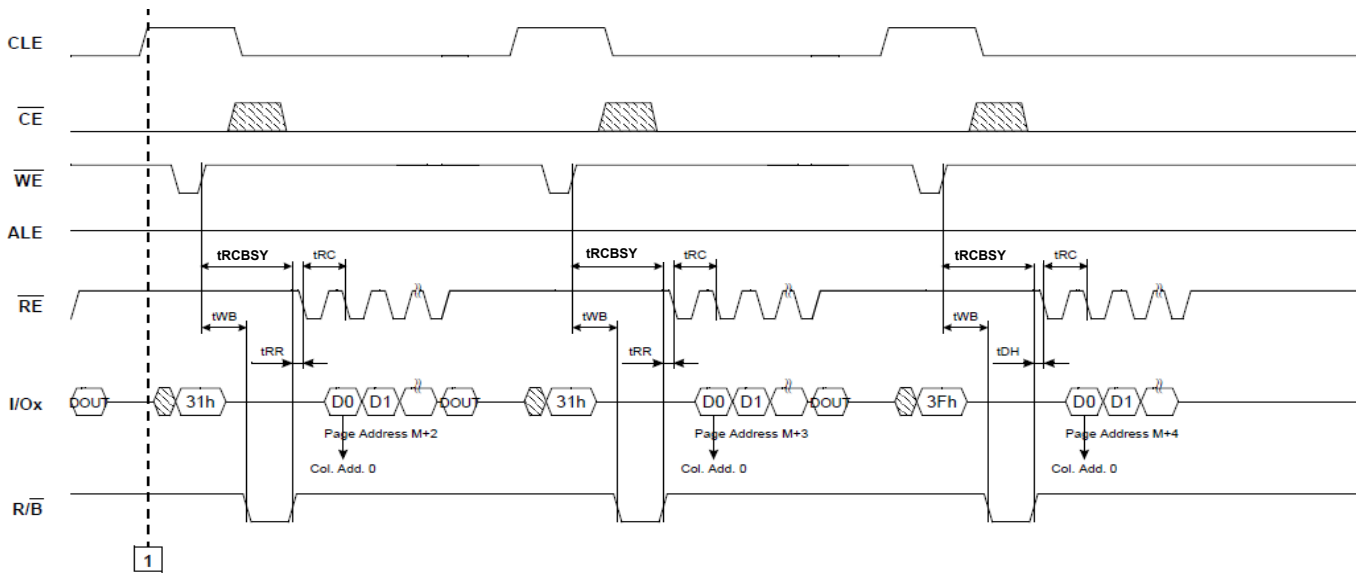 CLE
CE
WE
ALE
tRCBSY tRC tRCBSY tRC tRCBSY tRC
RE
tWB tWB tWB
tRR tRR tDH
I/Ox DOUT 31h D0 D1 DOUT 31h D0 D1 DOUT 3Fh D0 D1
Page Address M+2 Page Address M+3 Page Address M+4
Col. Add. 0 Col. Add. 0 Col. Add. 0
R/B
1